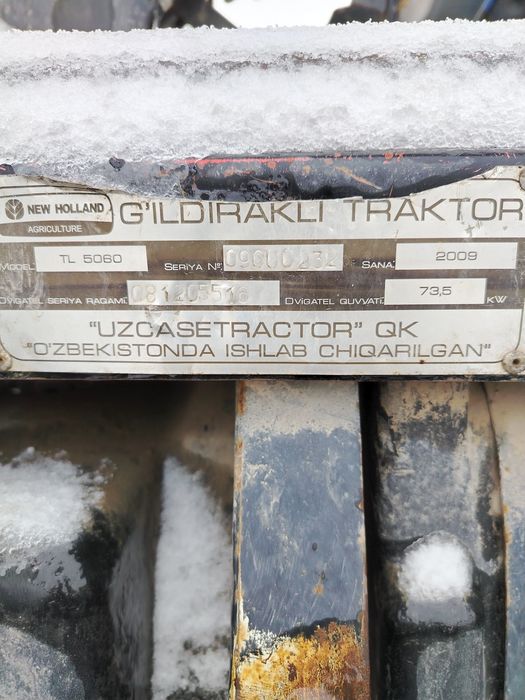 NEW HOLLAND
AGRICULTURE
G'ILDIRAKLI TRAKTOR
MODEL TL 5060 SERIYA № SANA 2009
DVIGATEL SERIYA RAQAMI 081205516 DVIGATEL QUVVATI 73,5 KW
"UZCASETRACTOR" QK
"O'ZBEKISTONDA ISHLAB CHIQARILGAN"